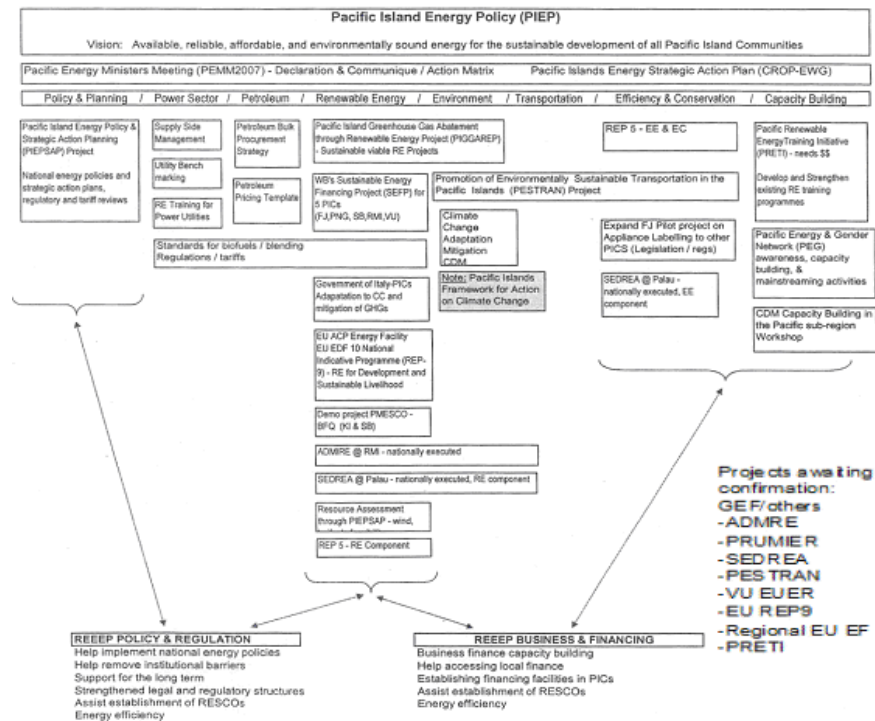 Pacific Island Energy Policy (PIEP)
Vision: Available, reliable, affordable, and environmentally sound energy for the sustainable development of all Pacific Island Communities
Pacific Energy Ministers Meeting (PEMM2007) - Declaration & Communique / Action Matrix
Pacific Islands Energy Strategic Action Plan (CROP-EWG)
Policy & Planning / Power Sector / Petroleum / Renewable Energy / Environment / Transportation / Efficiency & Conservation / Capacity Building
Pacific Island Energy Policy &
Strategic Action Planning
(PIEPSAP) Project
National energy policies and
strategic action plans,
regulatory and tariff reviews
Supply Side
Management
Utility Bench
marking
RE Training for
Power Utilities
Petroleum Bulk
Procurement
Strategy
Petroleum
Pricing Template
Standards for biofuels / blending
Regulations / tariffs
Pacific Island Greenhouse Gas Abatement
through Renewable Energy Project (PIGGAREP)
- Sustainable viable RE Projects
WB's Sustainable Energy
Financing Project (SEFP) for
5 PICs
(FJ,PNG, SB,RMI,VU)
Government of Italy-PICs
Adapatation to CC and
mitigation of GHGs
EU ACP Energy Facility
EU EDF 10 National
Indicative Programme (REP-
9) - RE for Development and
Sustainable Livelihood
Demo project PMESCO -
BFQ (KI & SB)
ADMIRE @ RMI - nationally executed
SEDREA @ Palau - nationally executed, RE component
Resource Assessment
through PIEPSAP - wind,
REP 5 - RE Component
Promotion of Environmentally Sustainable Transportation in the
Pacific Islands (PESTRAN) Project
Climate
Change
Adaptation
Mitigation
CDM
Note: Pacific Islands
Framework for Action
on Climate Change
REP 5 - EE & EC
Expand FJ Pilot project on
Appliance Labelling to other
PICS (Legislation / regs)
SEDREA @ Palau -
nationally executed, EE
component
Pacific Renewable
EnergyTraining Initiative
(PRETI) - needs $$
Develop and Strengthen
existing RE training
programmes
Pacific Energy & Gender
Network (PEG)
awareness, capacity
building, &
mainstreaming activities
CDM Capacity Building in
the Pacific sub-region
Workshop
Projects awaiting
confirmation:
GEF/others
-ADMRE
-PRUMIER
-SEDREA
-PESTRAN
-VU EUER
-EU REP9
-Regional EU EF
-PRETI
REEEP POLICY & REGULATION
Help implement national energy policies
Help remove institutional barriers
Support for the long term
Strengthened legal and regulatory structures
Assist establishment of RESCOs
Energy efficiency
REEEP BUSINESS & FINANCING
Business finance capacity building
Help accessing local finance
Establishing financing facilities in PICs
Assist establishment of RESCOs
Energy efficiency